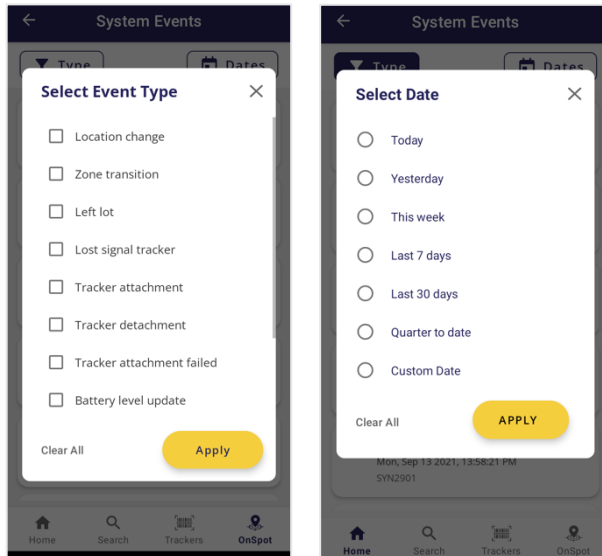 System Events
Type
Dates
Select Event Type
Location change
Zone transition
Left lot
Lost signal tracker
Tracker attachment
Tracker detachment
Tracker attachment failed
Battery level update
Clear All
Apply
Home
Search
Trackers
OnSpot
System Events
Type
Dates
Select Date
Today
Yesterday
This week
Last 7 days
Last 30 days
Quarter to date
Custom Date
Clear All
APPLY
Mon, Sep 13 2021, 13:58:21 PM
SYN2901
Home
Search
Trackers
OnSpot